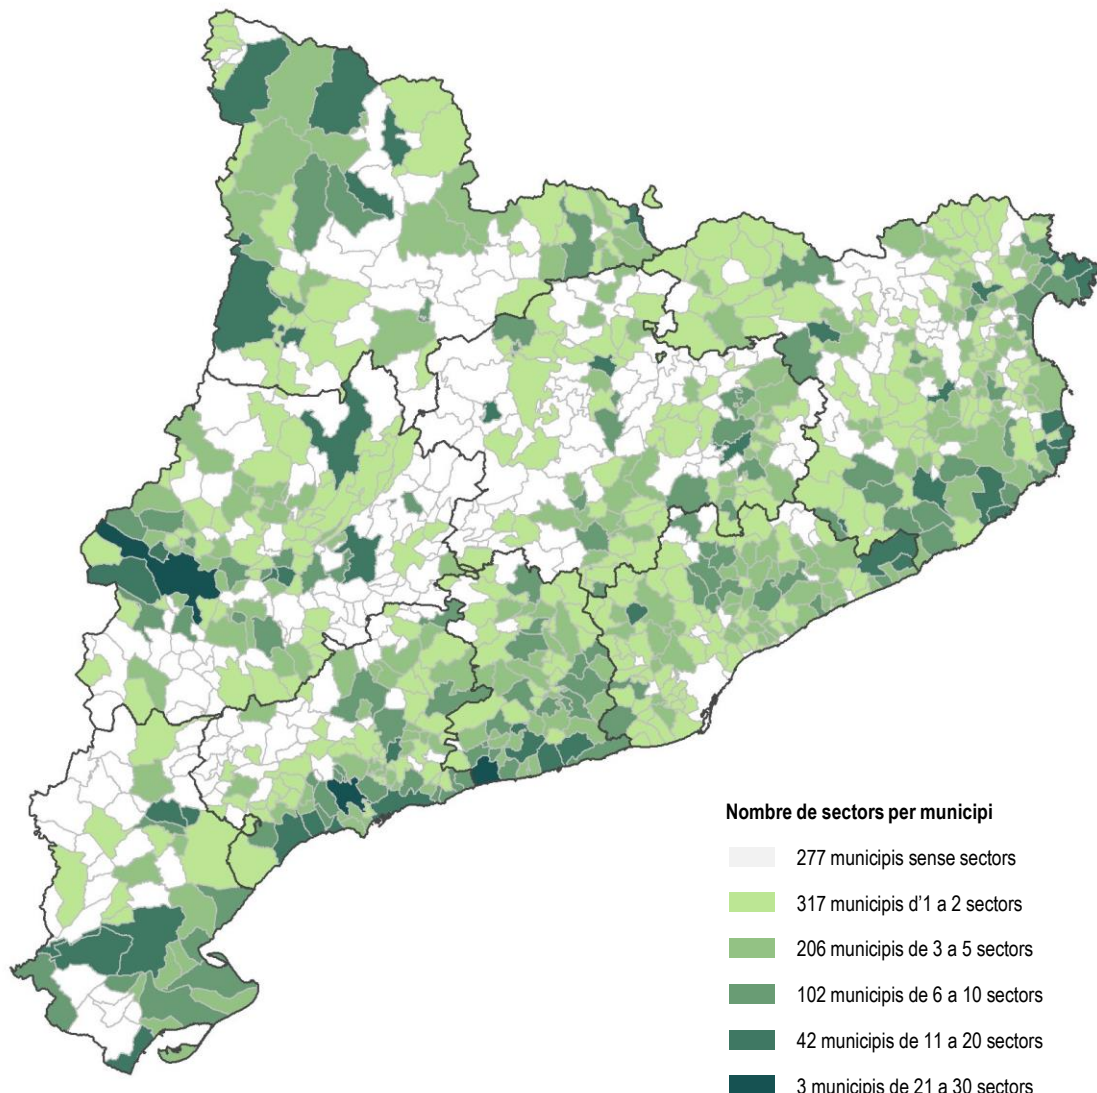 Nombre de sectors per municipi
277 municipis sense sectors
317 municipis d'1 a 2 sectors
206 municipis de 3 a 5 sectors
102 municipis de 6 a 10 sectors
42 municipis de 11 a 20 sectors
3 municipis de 21 a 30 sectors